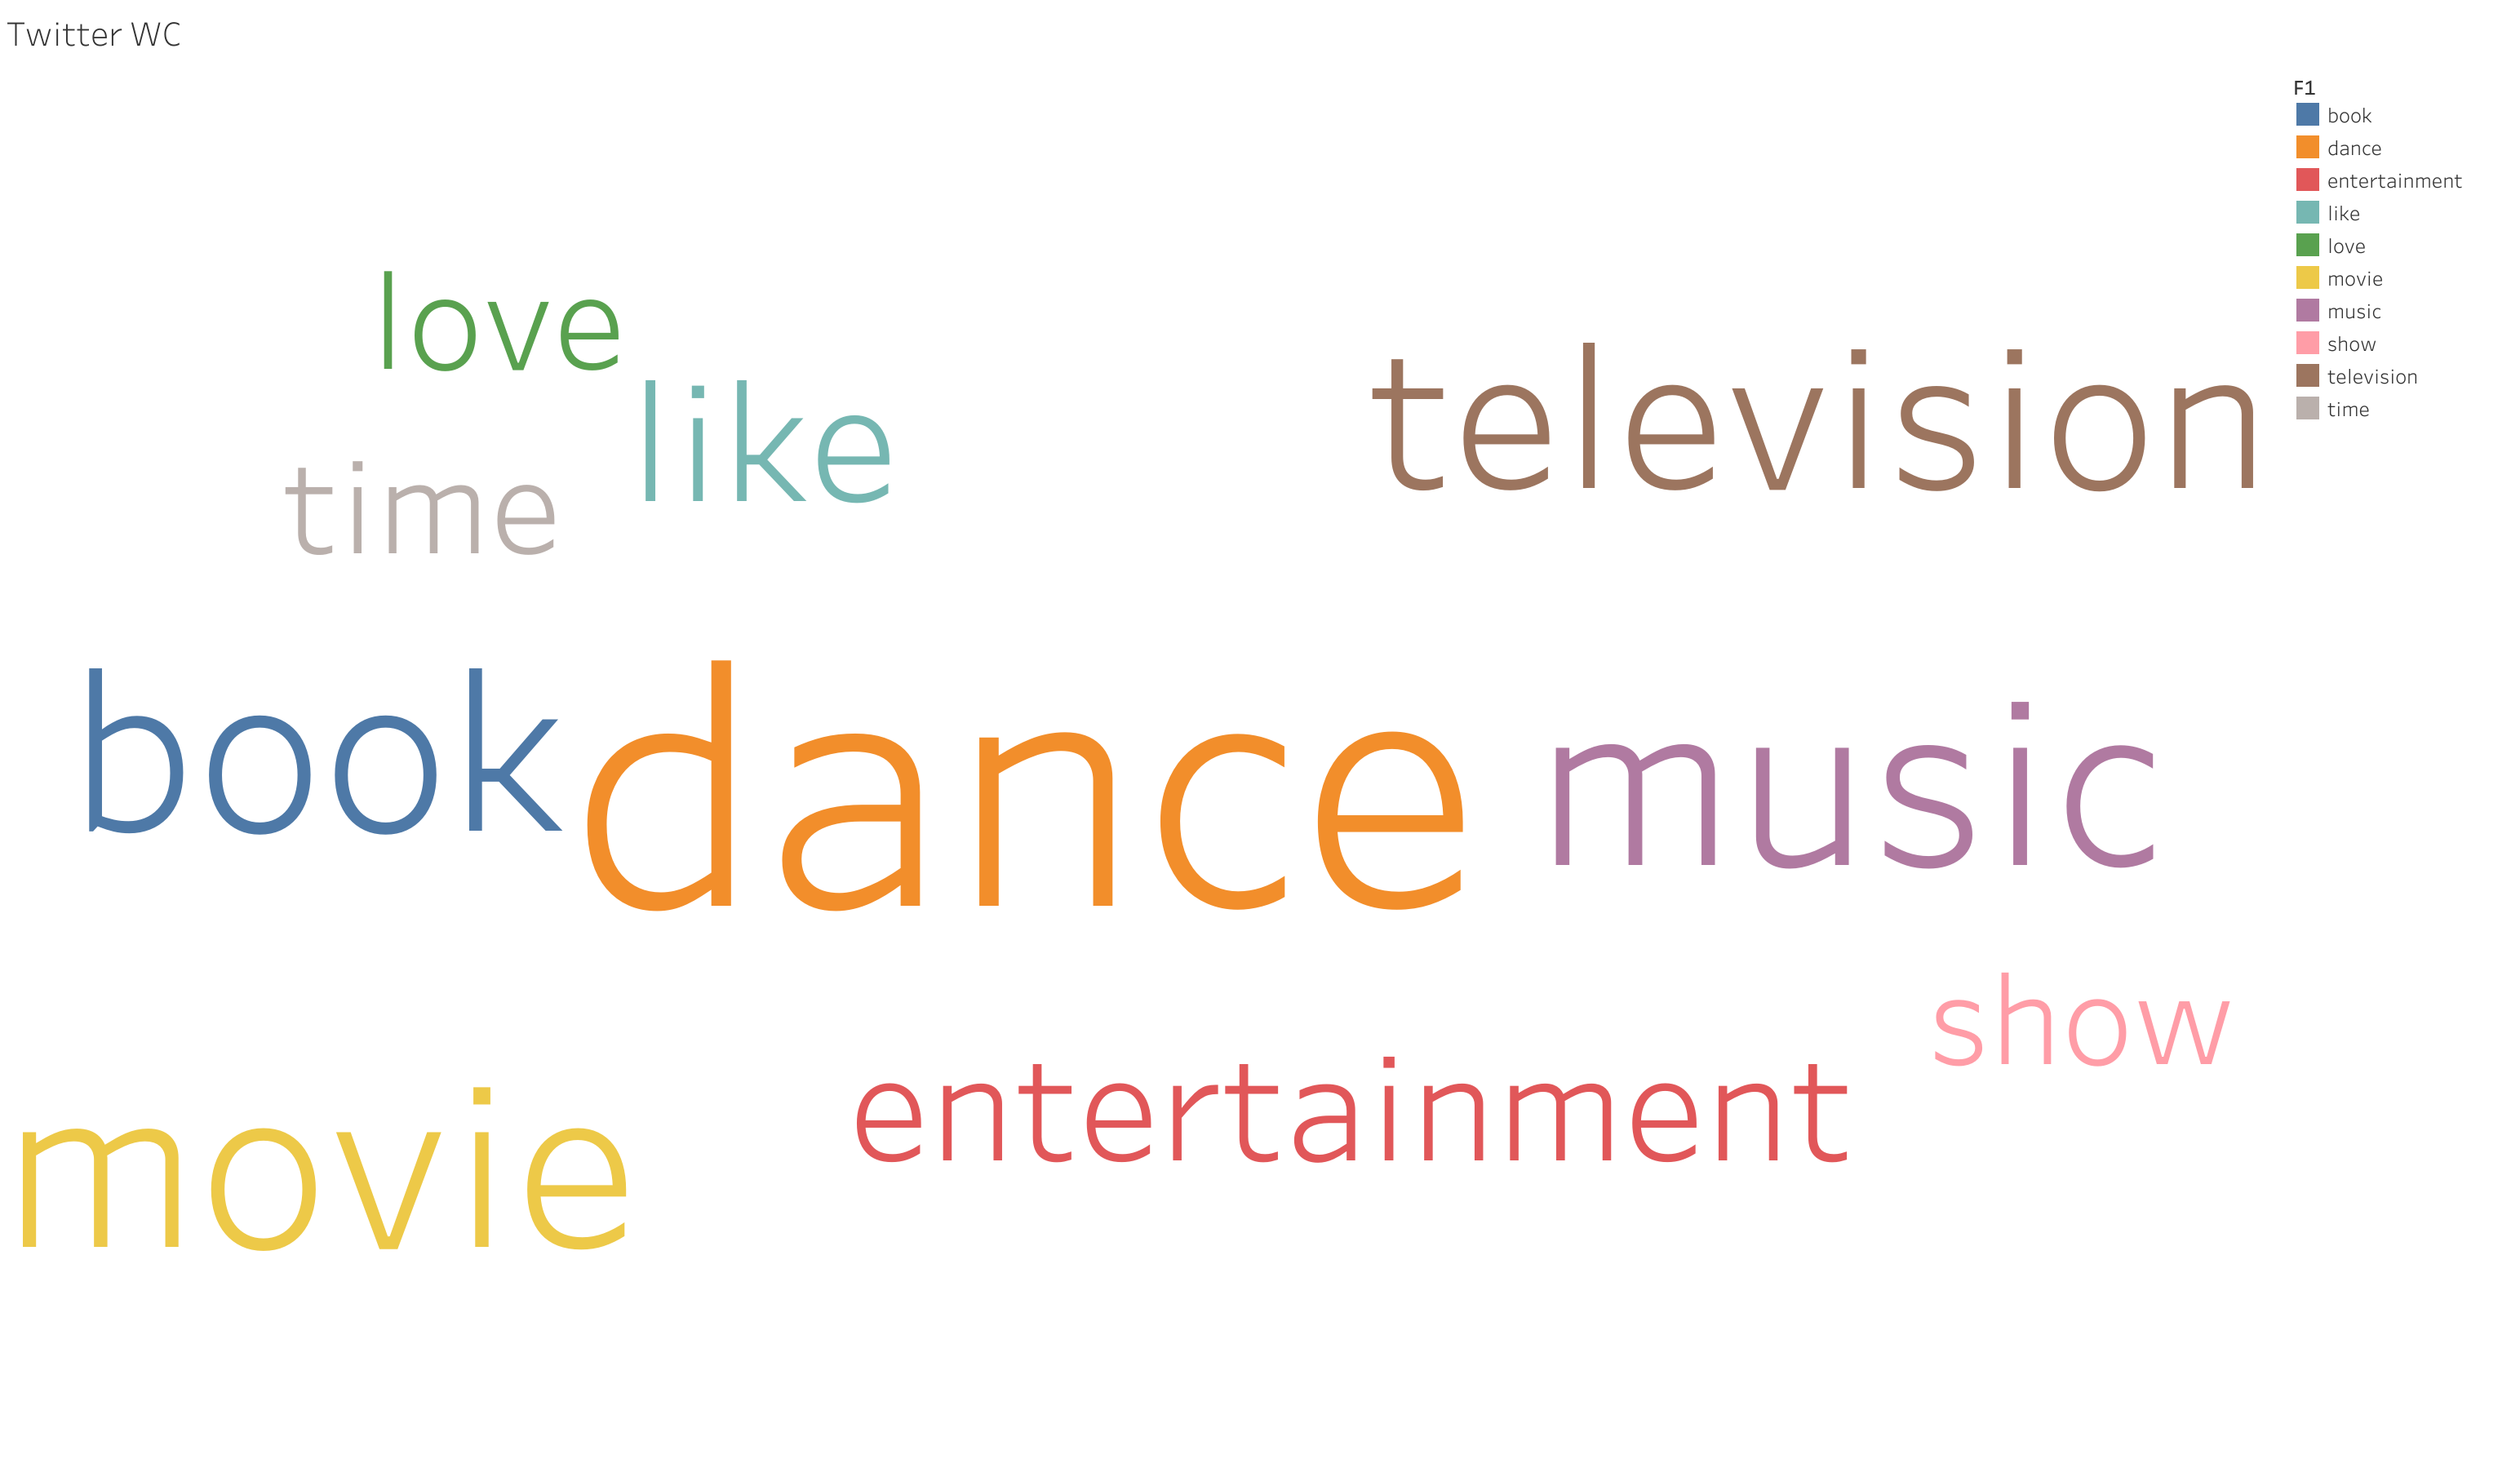 Twitter WC
F1
book
dance
entertainment
like
love
movie
music
show
television
time
love
like
television
time
book
dance
music
show
entertainment
movie